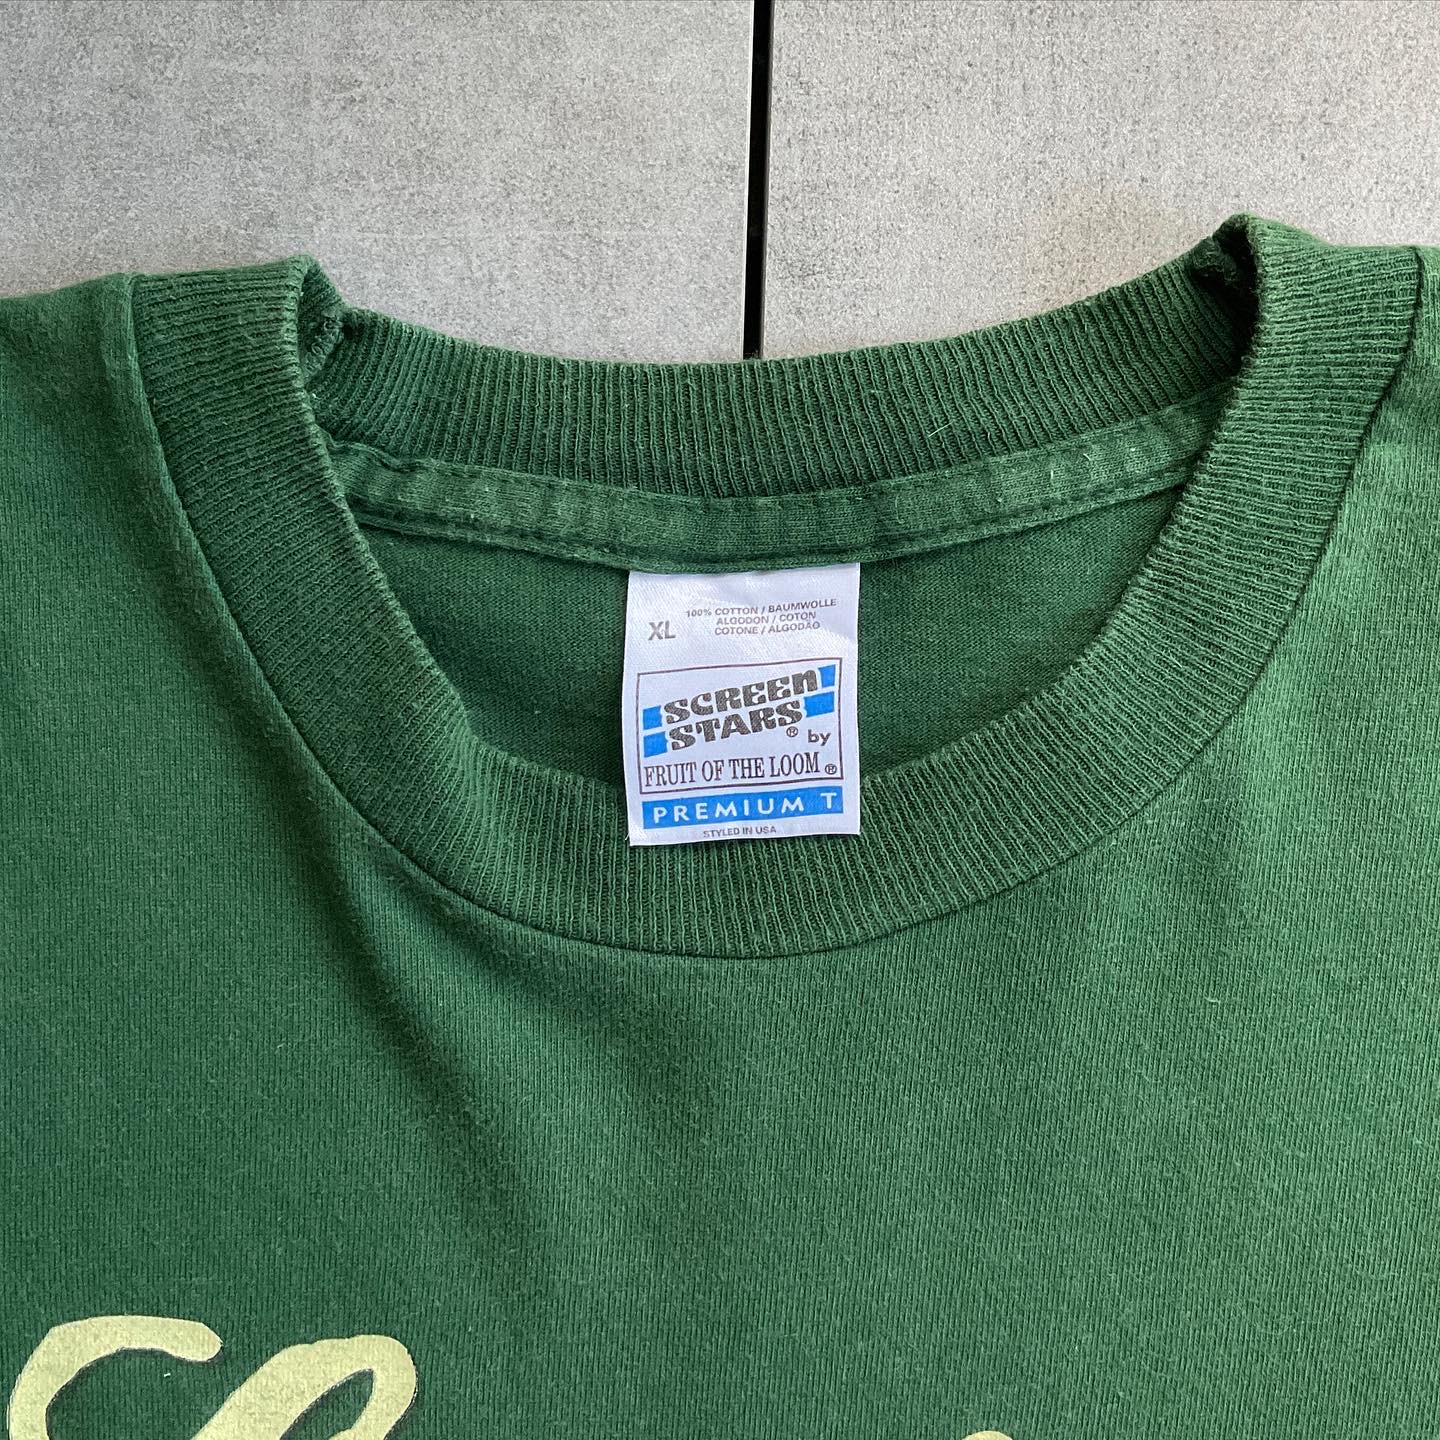 XL
100% COTTON / BAUMWOLLE
ALGODON / COTON
COTONE / ALGODÃO
SCREEN
STARS® by
FRUIT OF THE LOOM®
PREMIUM T
STYLED IN USA